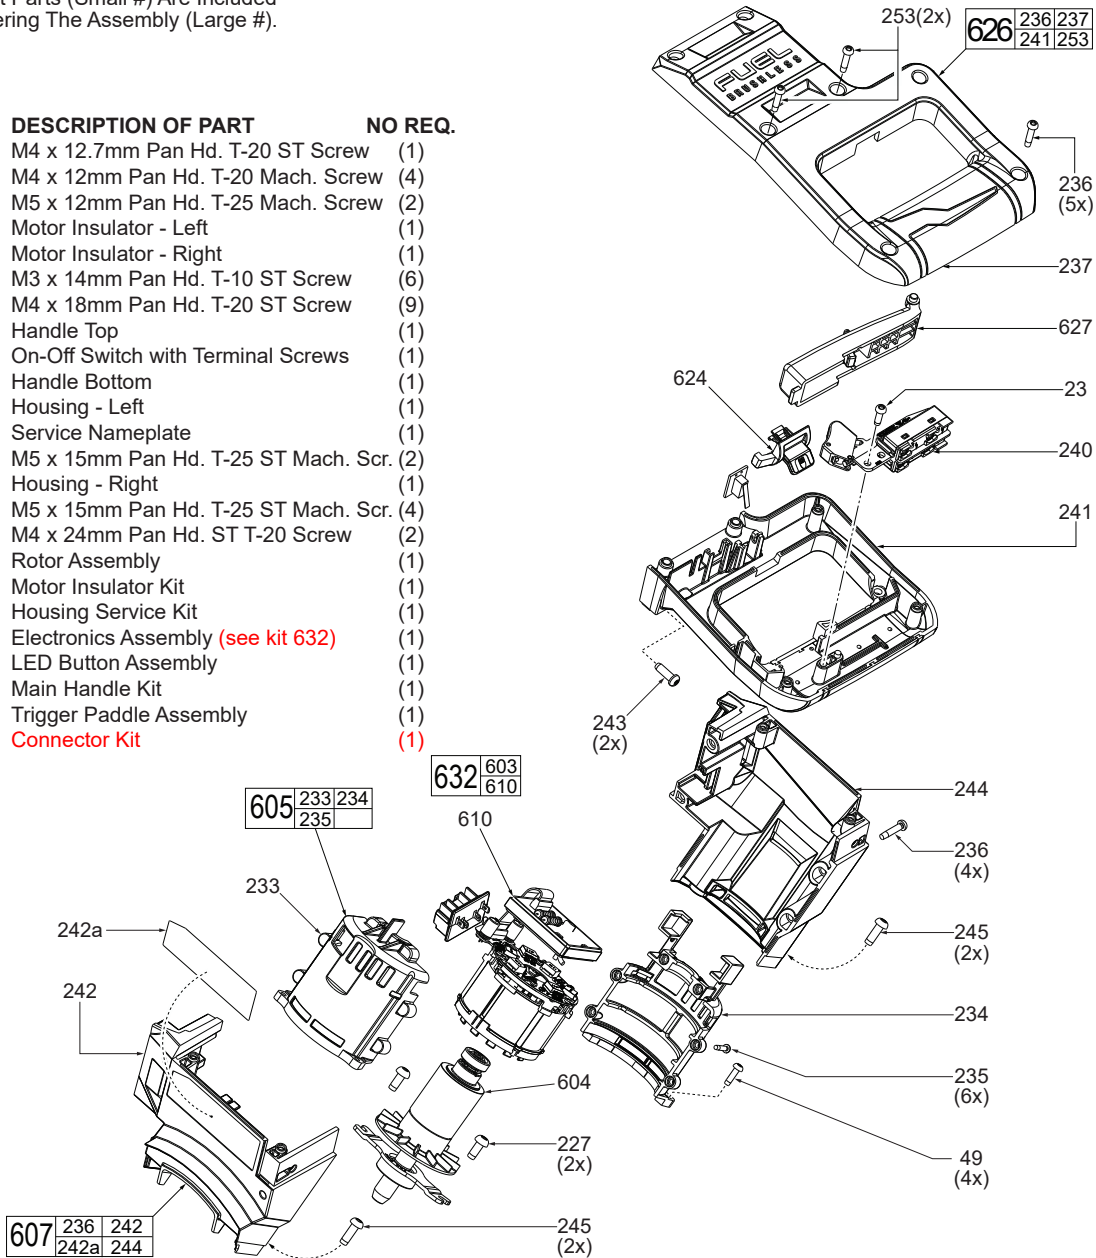 t Parts (Small #) Are Included
ering The Assembly (Large #).
DESCRIPTION OF PART NO REQ.
M4 x 12.7mm Pan Hd. T-20 ST Screw (1)
M4 x 12mm Pan Hd. T-20 Mach. Screw (4)
M5 x 12mm Pan Hd. T-25 Mach. Screw (2)
Motor Insulator - Left (1)
Motor Insulator - Right (1)
M3 x 14mm Pan Hd. T-10 ST Screw (6)
M4 x 18mm Pan Hd. T-20 ST Screw (9)
Handle Top (1)
On-Off Switch with Terminal Screws (1)
Handle Bottom (1)
Housing - Left (1)
Service Nameplate (1)
M5 x 15mm Pan Hd. T-25 ST Mach. Scr. (2)
Housing - Right (1)
M5 x 15mm Pan Hd. T-25 ST Mach. Scr. (4)
M4 x 24mm Pan Hd. ST T-20 Screw (2)
Rotor Assembly (1)
Motor Insulator Kit (1)
Housing Service Kit (1)
Electronics Assembly (see kit 632) (1)
LED Button Assembly (1)
Main Handle Kit (1)
Trigger Paddle Assembly (1)
Connector Kit (1)
253(2x)
626 236 237
241 253
FUEL
BRUSHLESS
236
(5x)
237
627
624
23
240
241
243
(2x)
632 603
610
605 233 234
235
610
244
233
236
(4x)
242a
245
(2x)
242
234
235
(6x)
604
227
(2x)
49
(4x)
607 236 242
242a 244
245
(2x)